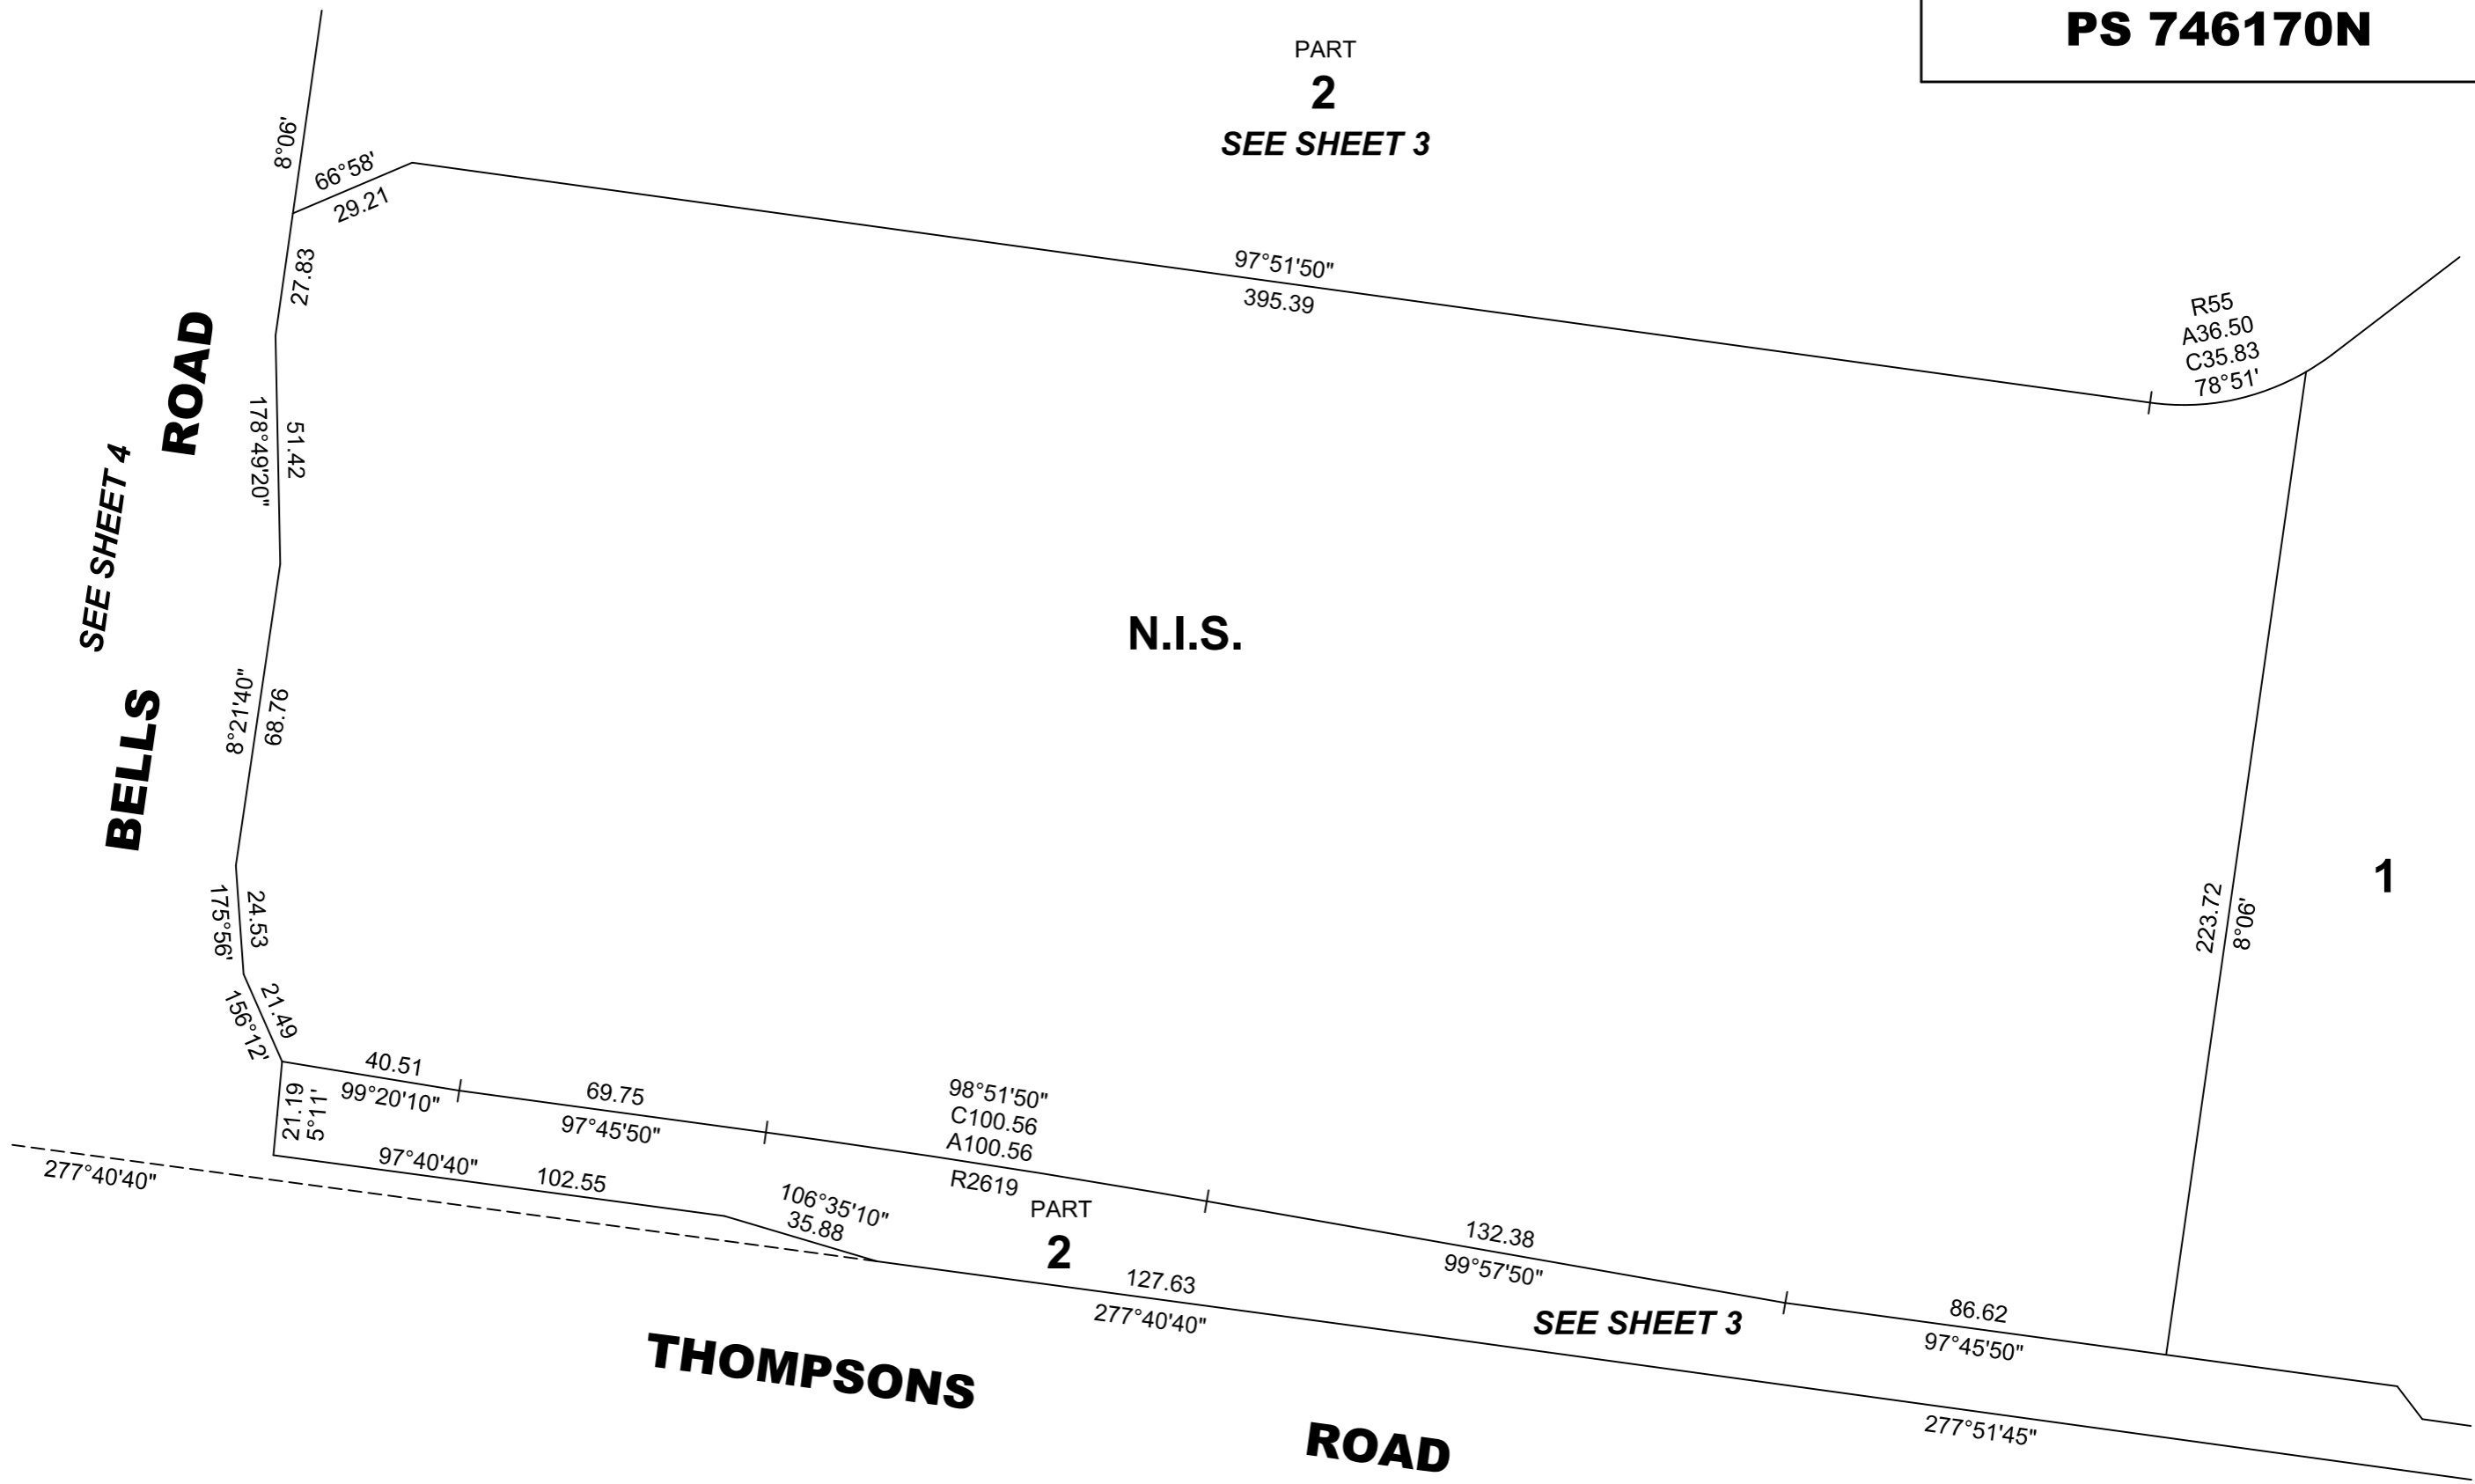 PS 746170N
PART
2
SEE SHEET 3
8°06'
66°58'
29.21
27.83
97°51'50"
395.39
R55
A36.50
C35.83
78°51'
ROAD
178°49'20"
51.42
SEE SHEET 4
N.I.S.
8°21'40"
68.76
BELLS
1
223.72
8°06'
175°56'
24.53
156°12'
21.49
40.51
99°20'10"
69.75
97°45'50"
98°51'50"
C100.56
A100.56
R2619
21.19
5°11'
277°40'40"
97°40'40"
102.55
106°35'10"
35.88
PART
2
132.38
99°57'50"
127.63
277°40'40"
SEE SHEET 3
86.62
97°45'50"
THOMPSONS
ROAD
277°51'45"